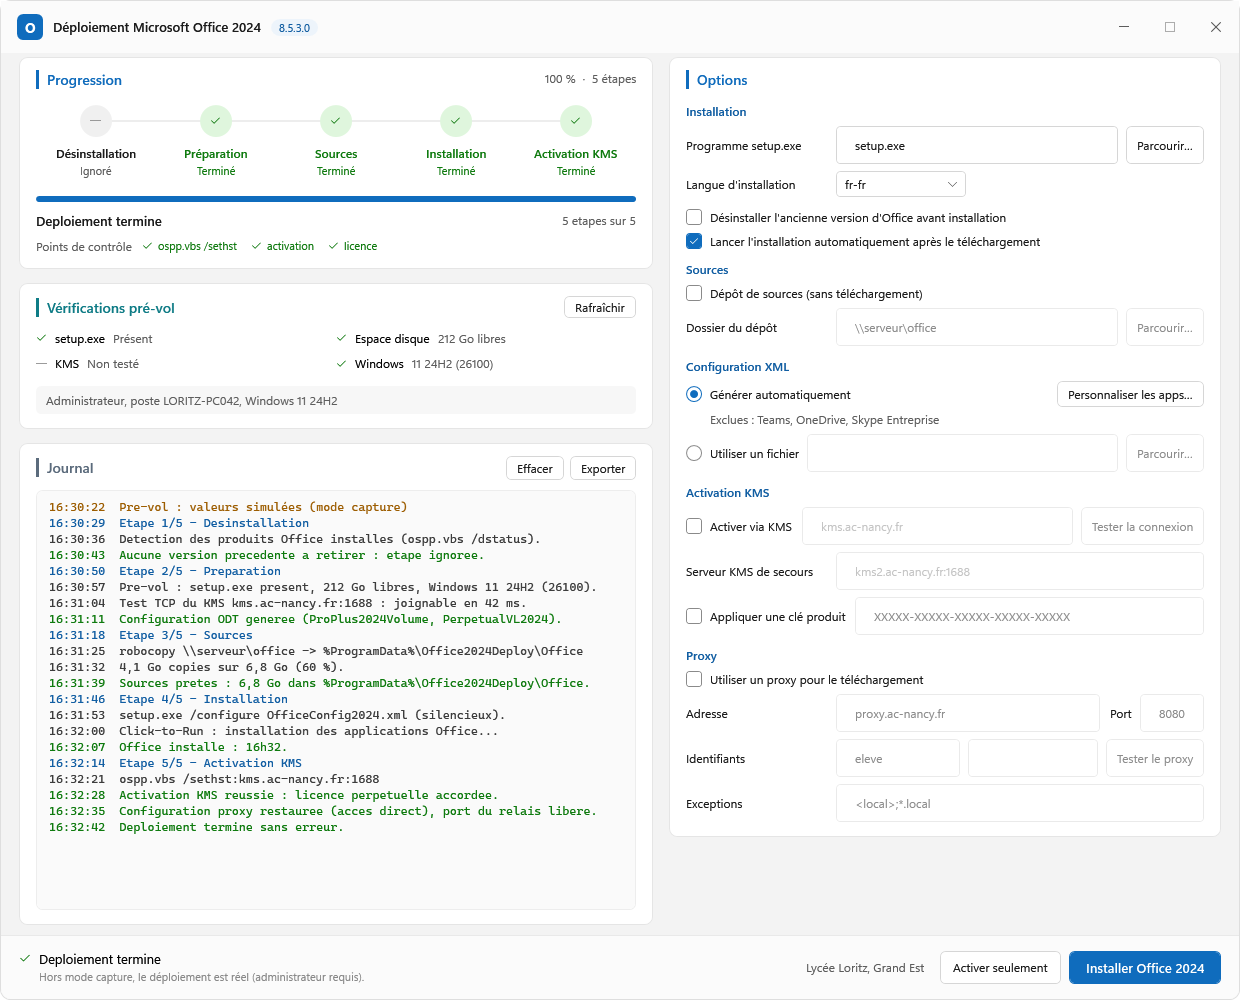 O Déploiement Microsoft Office 2024 8.5.3.0
Progression 100 % · 5 étapes
Désinstallation Préparation Sources Installation Activation KMS
Ignoré Terminé Terminé Terminé Terminé
Deploiement termine 5 etapes sur 5
Points de contrôle ospp.vbs /sethst activation licence
Vérifications pré-vol Rafraîchir
setup.exe Présent Espace disque 212 Go libres
KMS Non testé Windows 11 24H2 (26100)
Administrateur, poste LORITZ-PC042, Windows 11 24H2
Journal Effacer Exporter
16:30:22 Pre-vol : valeurs simulées (mode capture)
16:30:29 Etape 1/5 - Desinstallation
16:30:36 Detection des produits Office installes (ospp.vbs /dstatus).
16:30:43 Aucune version precedente a retirer : etape ignoree.
16:30:50 Etape 2/5 - Preparation
16:30:57 Pre-vol : setup.exe present, 212 Go libres, Windows 11 24H2 (26100).
16:31:04 Test TCP du KMS kms.ac-nancy.fr:1688 : joignable en 42 ms.
16:31:11 Configuration ODT generee (ProPlus2024Volume, PerpetualVL2024).
16:31:18 Etape 3/5 - Sources
16:31:25 robocopy \\serveur\office -> %ProgramData%\Office2024Deploy\Office
16:31:32 4,1 Go copies sur 6,8 Go (60 %).
16:31:39 Sources pretes : 6,8 Go dans %ProgramData%\Office2024Deploy\Office.
16:31:46 Etape 4/5 - Installation
16:31:53 setup.exe /configure OfficeConfig2024.xml (silencieux).
16:32:00 Click-to-Run : installation des applications Office...
16:32:07 Office installe : 16h32.
16:32:14 Etape 5/5 - Activation KMS
16:32:21 ospp.vbs /sethst:kms.ac-nancy.fr:1688
16:32:28 Activation KMS reussie : licence perpetuelle accordee.
16:32:35 Configuration proxy restauree (acces direct), port du relais libere.
16:32:42 Deploiement termine sans erreur.
Options
Installation
Programme setup.exe setup.exe Parcourir...
Langue d'installation fr-fr
Désinstaller l'ancienne version d'Office avant installation
Lancer l'installation automatiquement après le téléchargement
Sources
Dépôt de sources (sans téléchargement)
Dossier du dépôt \\serveur\office Parcourir...
Configuration XML
Générer automatiquement Personnaliser les apps...
Exclues : Teams, OneDrive, Skype Entreprise
Utiliser un fichier Parcourir...
Activation KMS
Activer via KMS kms.ac-nancy.fr Tester la connexion
Serveur KMS de secours kms2.ac-nancy.fr:1688
Appliquer une clé produit XXXXX-XXXXX-XXXXX-XXXXX-XXXXX
Proxy
Utiliser un proxy pour le téléchargement
Adresse proxy.ac-nancy.fr Port 8080
Identifiants eleve Tester le proxy
Exceptions <local>;*.local
Deploiement termine
Hors mode capture, le déploiement est réel (administrateur requis).
Lycée Loritz, Grand Est Activer seulement Installer Office 2024